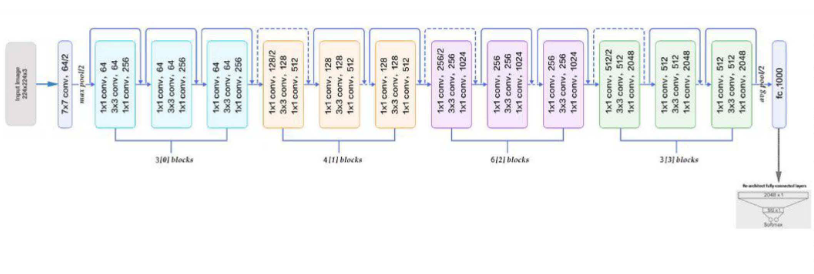 Input Image
224x224x3
7x7 conv, 64/2
max pool/2
1x1 conv, 64
3x3 conv, 64
1x1 conv, 256
1x1 conv, 64
3x3 conv, 64
1x1 conv, 256
1x1 conv, 64
3x3 conv, 64
1x1 conv, 256
3[0] blocks
1x1 conv, 128/2
3x3 conv, 128
1x1 conv, 512
1x1 conv, 128
3x3 conv, 128
1x1 conv, 512
1x1 conv, 128
3x3 conv, 128
1x1 conv, 512
4[1] blocks
1x1 conv, 256/2
3x3 conv, 256
1x1 conv, 1024
1x1 conv, 256
3x3 conv, 256
1x1 conv, 1024
1x1 conv, 256
3x3 conv, 256
1x1 conv, 1024
6[2] blocks
1x1 conv, 512/2
3x3 conv, 512
1x1 conv, 2048
1x1 conv, 512
3x3 conv, 512
1x1 conv, 2048
1x1 conv, 512
3x3 conv, 512
1x1 conv, 2048
3[3] blocks
avg pool/2
fc ,1000
fully connected layers
2048 x 1
Softmax